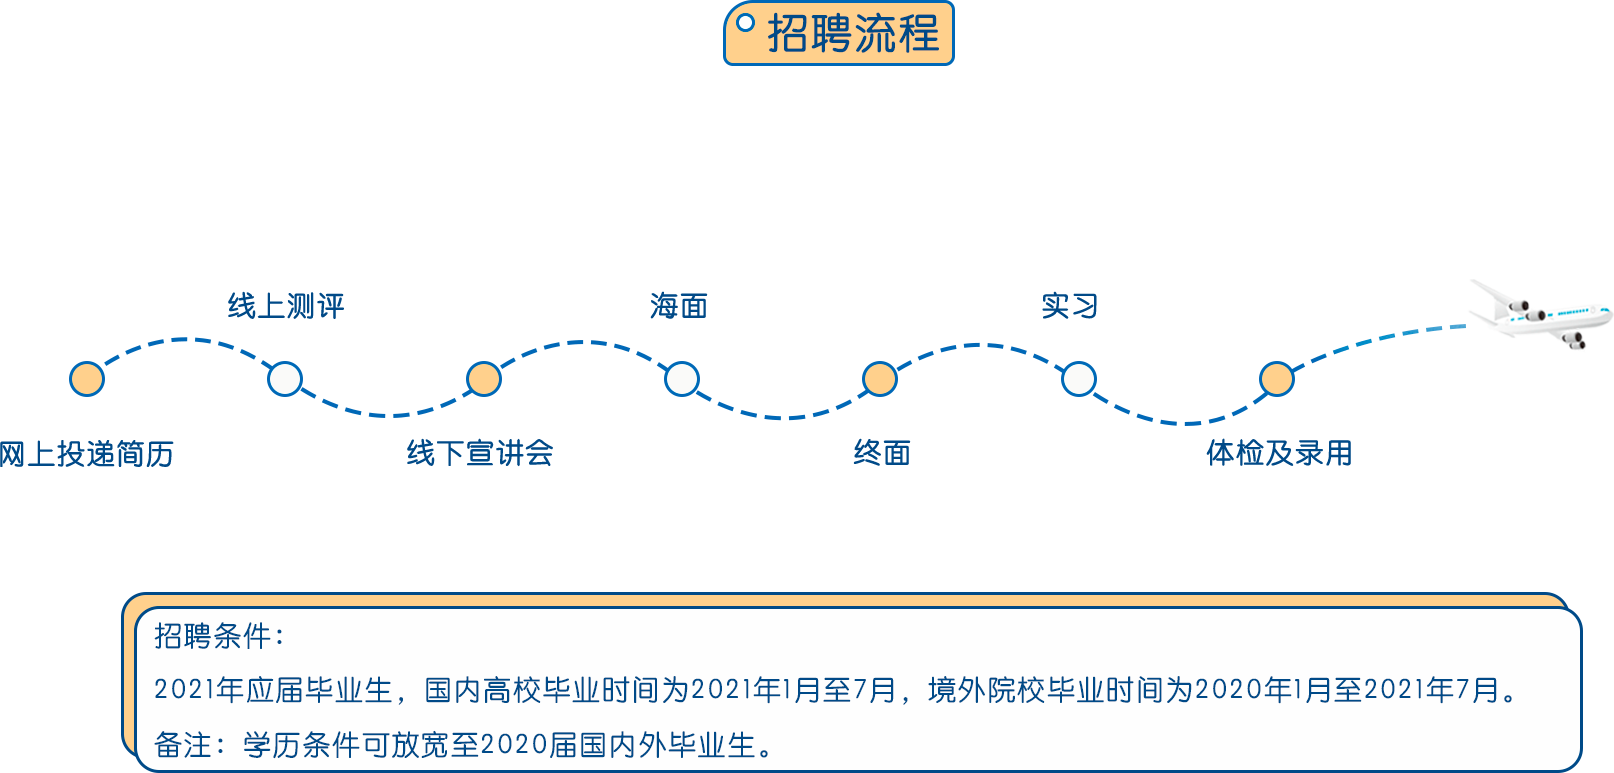 招聘流程
线上测评
海面
实习
网上投递简历
线下宣讲会
终面
体检及录用
招聘条件：
2021年应届毕业生，国内高校毕业时间为2021年1月至7月，境外院校毕业时间为2020年1月至2021年7月。
备注：学历条件可放宽至2020届国内外毕业生。